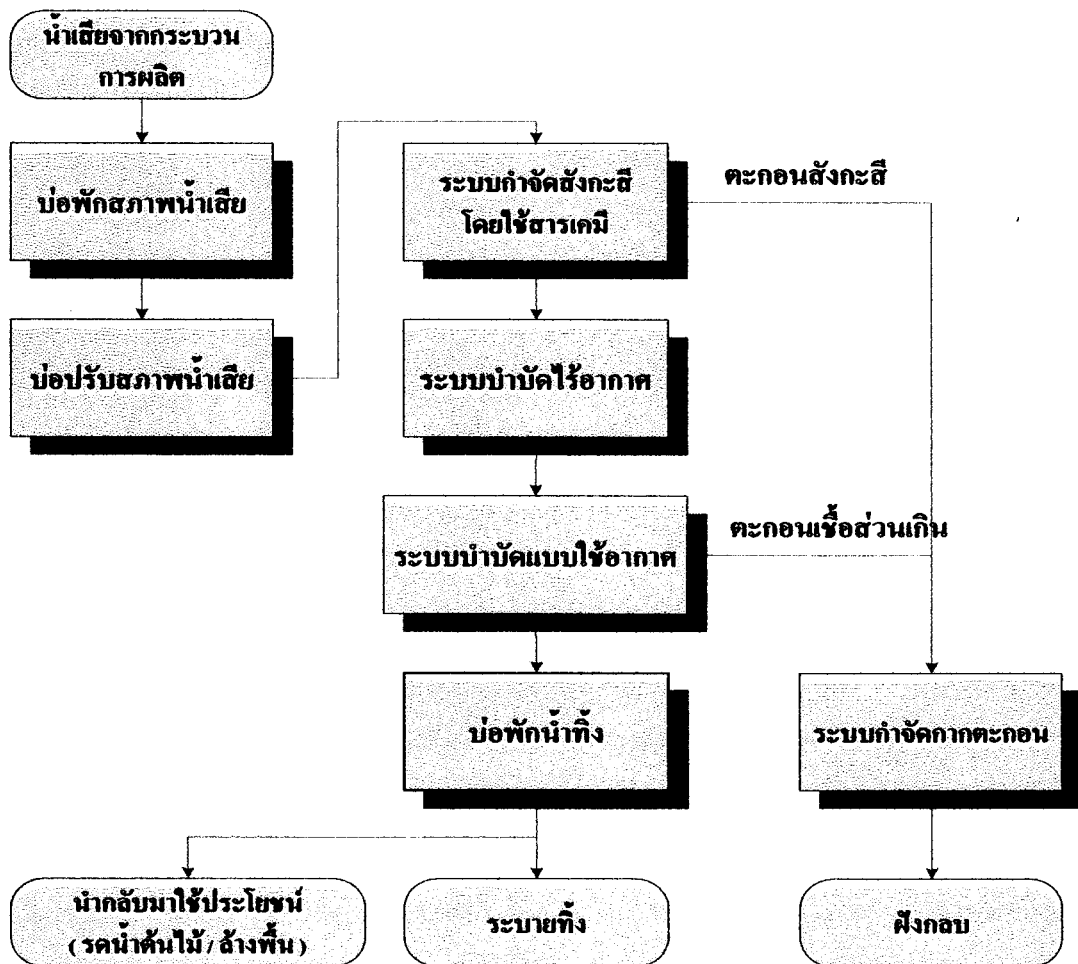 น้ำเสียจากกระบวน
การผลิต
บ่อพักสภาพน้ำเสีย
บ่อปรับสภาพน้ำเสีย
ระบบกำจัดสังกะสี
โดยใช้สารเคมี
ตะกอนสังกะสี
ระบบบำบัดไร้อากาศ
ระบบบำบัดแบบใช้อากาศ
ตะกอนเชื้อส่วนเกิน
บ่อพักน้ำทิ้ง
ระบบกำจัดกากตะกอน
นำกลับมาใช้ประโยชน์
(รดน้ำต้นไม้/ล้างพื้น)
ระบายทิ้ง
ฝังกลบ